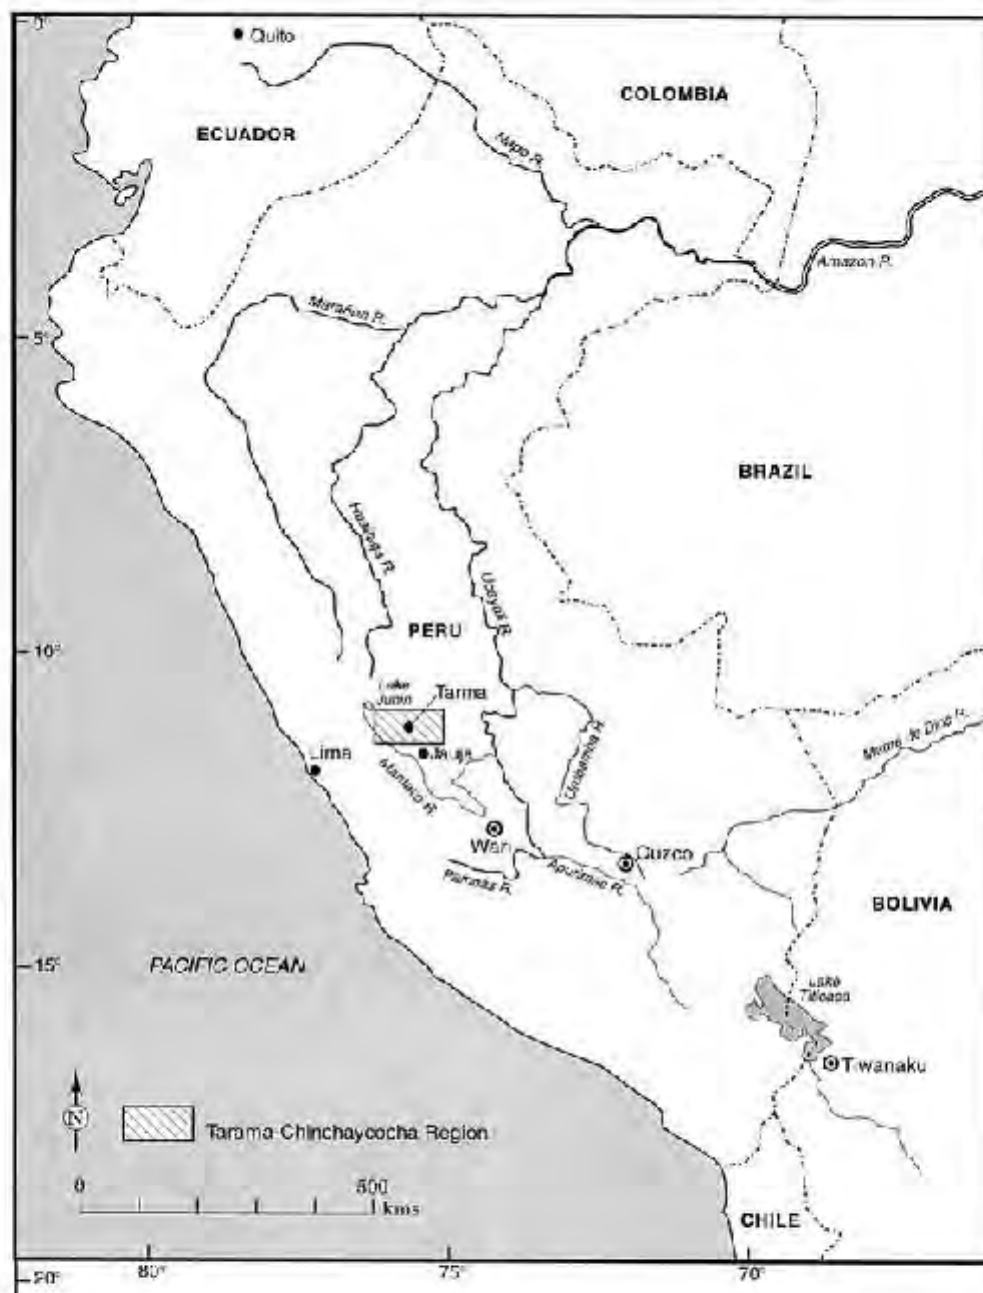 0°
Quito
COLOMBIA
ECUADOR
Napo R.
Amazon R.
Marañon R.
5°
BRAZIL
Huallaga R.
Ucayali R.
PERU
10°
Lake
Junin
Tarma
Lima
Jauja
Mantaro R.
Urubamba R.
Madre de Dios R.
Wari
Cuzco
Pampas R.
Apurimac R.
BOLIVIA
15°
PACIFIC OCEAN
Lake
Titicaca
Tiwanaku
N
Tarama-Chinchaycocha Region
0
500
kms
CHILE
20°
80°
75°
70°